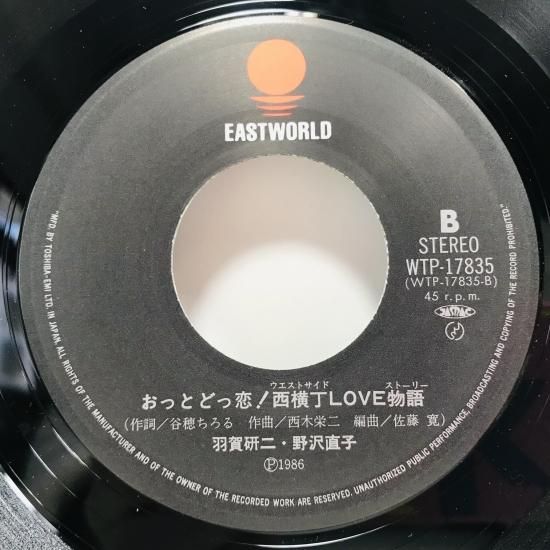 EASTWORLD
B
STEREO
WTP-17835
(WTP-17835-B)
45 r.p.m.
JASRAC
ウエストサイド ストーリー
おっとどっ恋!西横丁LOVE物語
(作詞/谷穂ちろる 作曲/西木栄二 編曲/佐藤 寛)
羽賀研二・野沢直子
Ⓟ1986
"MFD. BY TOSHIBA-EMI LTD. IN JAPAN. ALL RIGHTS OF THE MANUFACTURER AND OF THE OWNER OF THE RECORDED WORK ARE RESERVED. UNAUTHORIZED PUBLIC PERFORMANCE, BROADCASTING AND COPYING OF THE RECORD PROHIBITED."